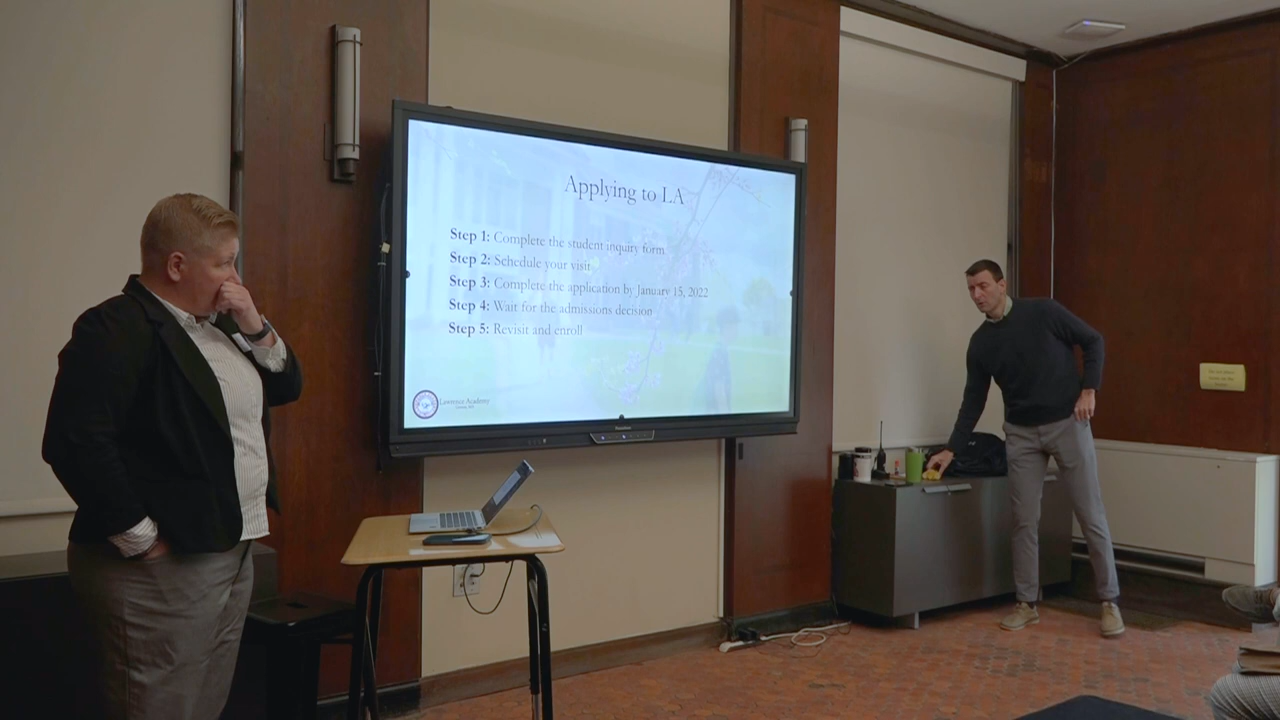 Applying to LA
Step 1: Complete the student inquiry form
Step 2: Schedule your visit
Step 3: Complete the application by January 15, 2022
Step 4: Wait for the admissions decision
Step 5: Revisit and enroll
Lawrence Academy